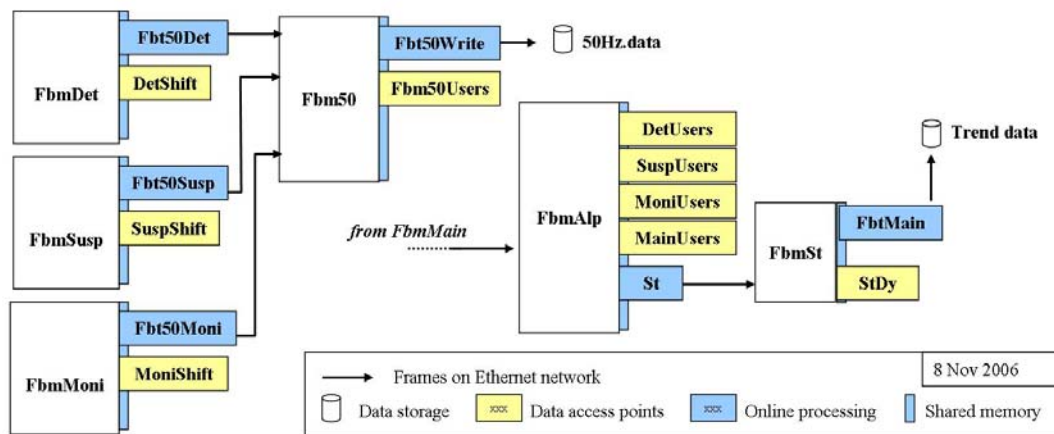 Fbt50Det
DetShift
FbmDet
Fbm50
Fbt50Write
Fbm50Users
50Hz.data
Fbt50Susp
SuspShift
FbmSusp
Fbt50Moni
MoniShift
FbmMoni
from FbmMain
FbmAlp
DetUsers
SuspUsers
MoniUsers
MainUsers
St
FbmSt
FbtMain
StDy
Trend data
8 Nov 2006
Frames on Ethernet network
Data storage
xxx
Data access points
xxx
Online processing
Shared memory